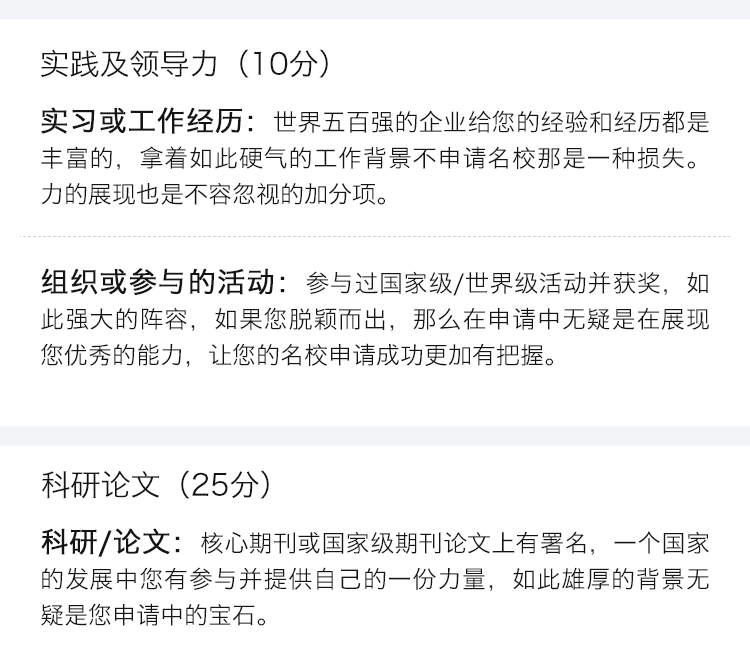 实践及领导力（10分）
实习或工作经历：世界五百强的企业给您的经验和经历都是
丰富的，拿着如此硬气的工作背景不申请名校那是一种损失。
力的展现也是不容忽视的加分项。
组织或参与的活动：参与过国家级/世界级活动并获奖，如
此强大的阵容，如果您脱颖而出，那么在申请中无疑是在展现
您优秀的能力，让您的名校申请成功更加有把握。
科研论文（25分）
科研/论文：核心期刊或国家级期刊论文上有署名，一个国家
的发展中您有参与并提供自己的一份力量，如此雄厚的背景无
疑是您申请中的宝石。